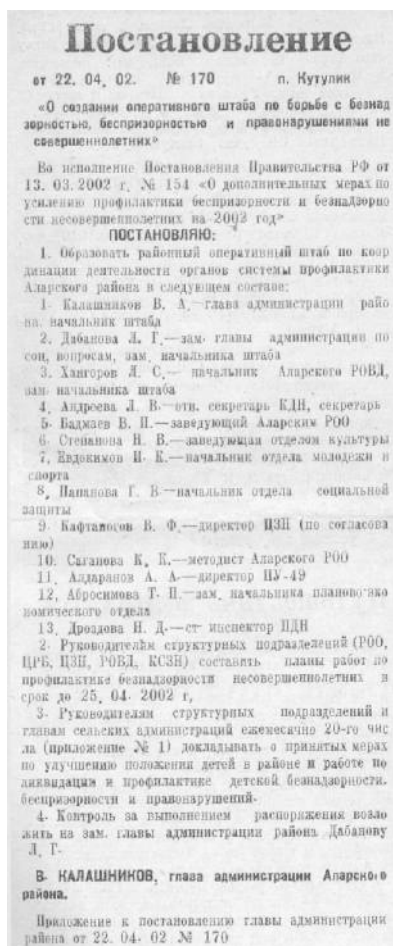 Постановление
от 22. 04. 02. № 170 п. Кутулик
«О создании оперативного штаба по борьбе с безнад
зорностью, беспризорностью и правонарушениями не
совершеннолетних»
Во исполнение Постановления Правительства РФ от
13. 03. 2002 г. № 154 «О дополнительных мерах по
усилению профилактики беспризорности и безнадзорно
сти несовершеннолетних на 2002 год»
ПОСТАНОВЛЯЮ:
1. Образовать районный оперативный штаб по коор
динации деятельности органов системы профилактики
Аларского района в следующем составе:
1- Калашников В. А.—глава администрации райо
на, начальник штаба
2. Дабанова Л. Г.—зам. главы администрации по
соц. вопросам, зам. начальника штаба
3. Хангоров Л. С.— начальник Аларского РОВД,
зам. начальника штаба
4. Андреева Л. В—отв. секретарь КДН, секретарь
5- Бадмаев В. П.—заведующий Аларским РОО
6- Степанова Н. В.—заведующая отделом культуры
7. Евдокимов И. К.—начальник отдела молодежи и
спорта
8. Папанова Г. В—начальник отдела социальной
защиты
9- В. Ф.—директор ЦЗН (по согласова
нию)
10. Саганова К. К.—методист Аларского РОО
11. Алдаранов А. А-—директор ПУ-49
12. Абросимова Т- П.—зам. начальника планово-эко
номического отдела
13. Дроздова Н. Д.—ст инспектор ПДН
2- Руководителям структурных подразделений (РОО,
ЦРБ, ЦЗН, РОВД, КСЗН) составить планы работ по
профилактике безнадзорности несовершеннолетних в
срок до 25. 04- 2002 г,
3- Руководителям структурных подразделений и
главам сельских администраций ежемесячно 20-го чис
ла (приложение № 1) докладывать о принятых мерах
по улучшению положения детей в районе и работе по
ликвидации и профилактике детской безнадзорности.
беспризорности и правонарушений-
4- Контроль за выполнением распоряжения возло
жить на зам. главы администрации района Дабанову
Л. Г-
В- КАЛАШНИКОВ, глава администрации Аларского
района.
Приложение к постановлению главы администрации
района от 22. 04- 02 № 170